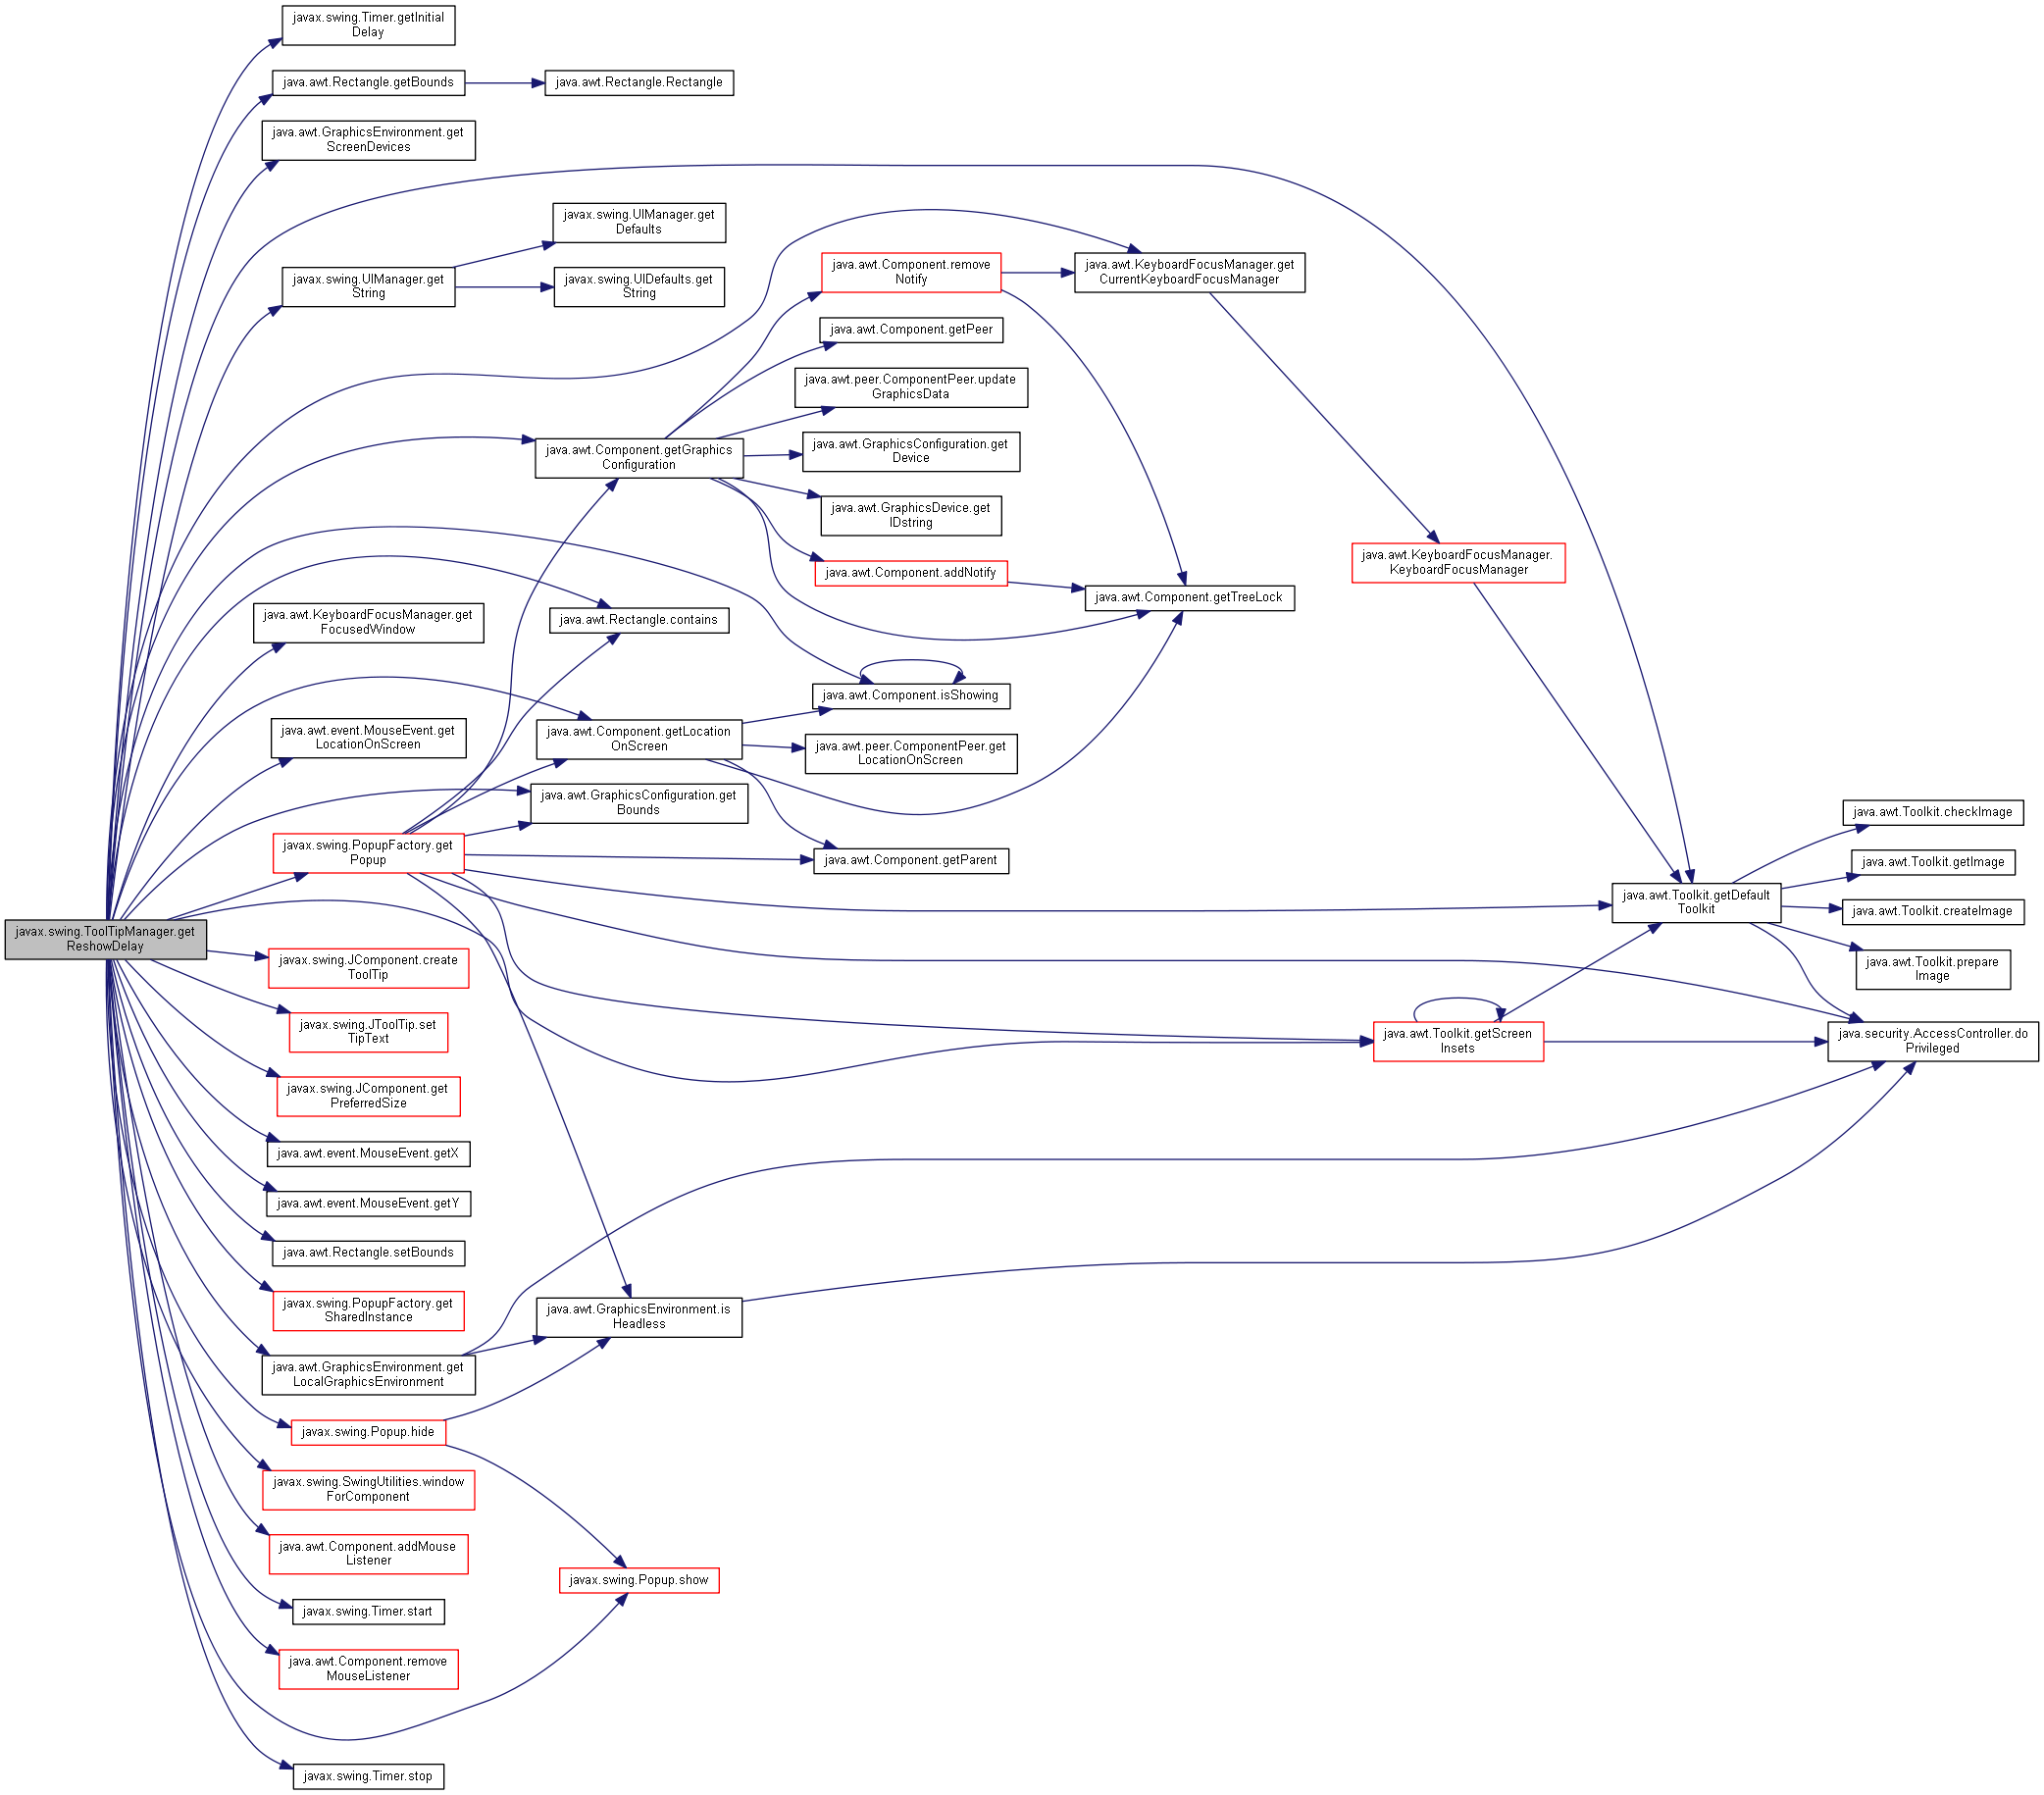 javax.swing.ToolTipManager.get
ReshowDelay
javax.swing.Timer.getInitial
Delay
java.awt.Rectangle.getBounds
java.awt.Rectangle.Rectangle
java.awt.GraphicsEnvironment.get
ScreenDevices
javax.swing.UIManager.get
String
javax.swing.UIManager.get
Defaults
javax.swing.UIDefaults.get
String
java.awt.Component.remove
Notify
java.awt.KeyboardFocusManager.get
CurrentKeyboardFocusManager
java.awt.Component.getPeer
java.awt.peer.ComponentPeer.update
GraphicsData
java.awt.Component.getGraphics
Configuration
java.awt.GraphicsConfiguration.get
Device
java.awt.GraphicsDevice.get
IDstring
java.awt.Component.addNotify
java.awt.KeyboardFocusManager.
KeyboardFocusManager
java.awt.Component.getTreeLock
java.awt.KeyboardFocusManager.get
FocusedWindow
java.awt.Rectangle.contains
java.awt.Component.isShowing
java.awt.event.MouseEvent.get
LocationOnScreen
java.awt.Component.getLocation
OnScreen
java.awt.peer.ComponentPeer.get
LocationOnScreen
java.awt.GraphicsConfiguration.get
Bounds
javax.swing.PopupFactory.get
Popup
java.awt.Component.getParent
java.awt.Toolkit.checkImage
java.awt.Toolkit.getImage
java.awt.Toolkit.getDefault
Toolkit
java.awt.Toolkit.createImage
java.awt.Toolkit.prepare
Image
javax.swing.JComponent.create
ToolTip
javax.swing.JToolTip.set
TipText
java.awt.Toolkit.getScreen
Insets
java.security.AccessController.do
Privileged
javax.swing.JComponent.get
PreferredSize
java.awt.event.MouseEvent.getX
java.awt.event.MouseEvent.getY
java.awt.Rectangle.setBounds
javax.swing.PopupFactory.get
SharedInstance
java.awt.GraphicsEnvironment.is
Headless
java.awt.GraphicsEnvironment.get
LocalGraphicsEnvironment
javax.swing.Popup.hide
javax.swing.SwingUtilities.window
ForComponent
java.awt.Component.addMouse
Listener
javax.swing.Popup.show
javax.swing.Timer.start
java.awt.Component.remove
MouseListener
javax.swing.Timer.stop